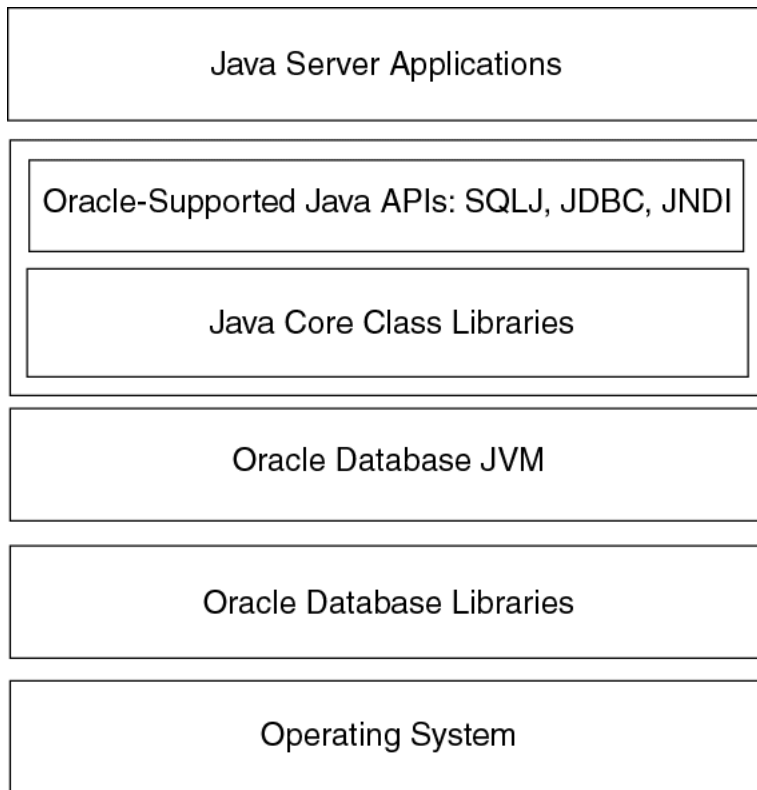 Java Server Applications
Oracle-Supported Java APIs: SQLJ, JDBC, JNDI
Java Core Class Libraries
Oracle Database JVM
Oracle Database Libraries
Operating System